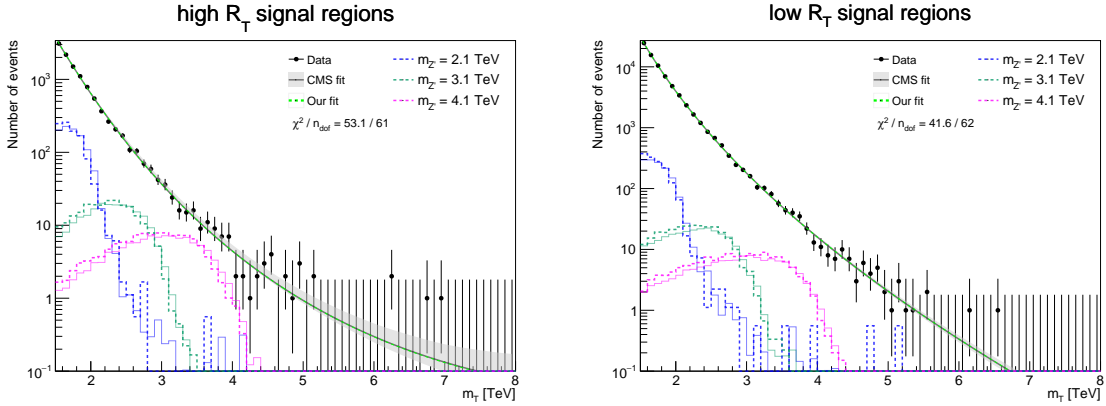 high R_T signal regions
Number of events
10³
10²
10
1
10⁻¹
Data
CMS fit
Our fit
χ² / n_dof = 53.1 / 61
m_Z' = 2.1 TeV
m_Z' = 3.1 TeV
m_Z' = 4.1 TeV
2 3 4 5 6 7 8
m_T [TeV]
low R_T signal regions
Number of events
10⁴
10³
10²
10
1
10⁻¹
Data
CMS fit
Our fit
χ² / n_dof = 41.6 / 62
m_Z' = 2.1 TeV
m_Z' = 3.1 TeV
m_Z' = 4.1 TeV
2 3 4 5 6 7 8
m_T [TeV]